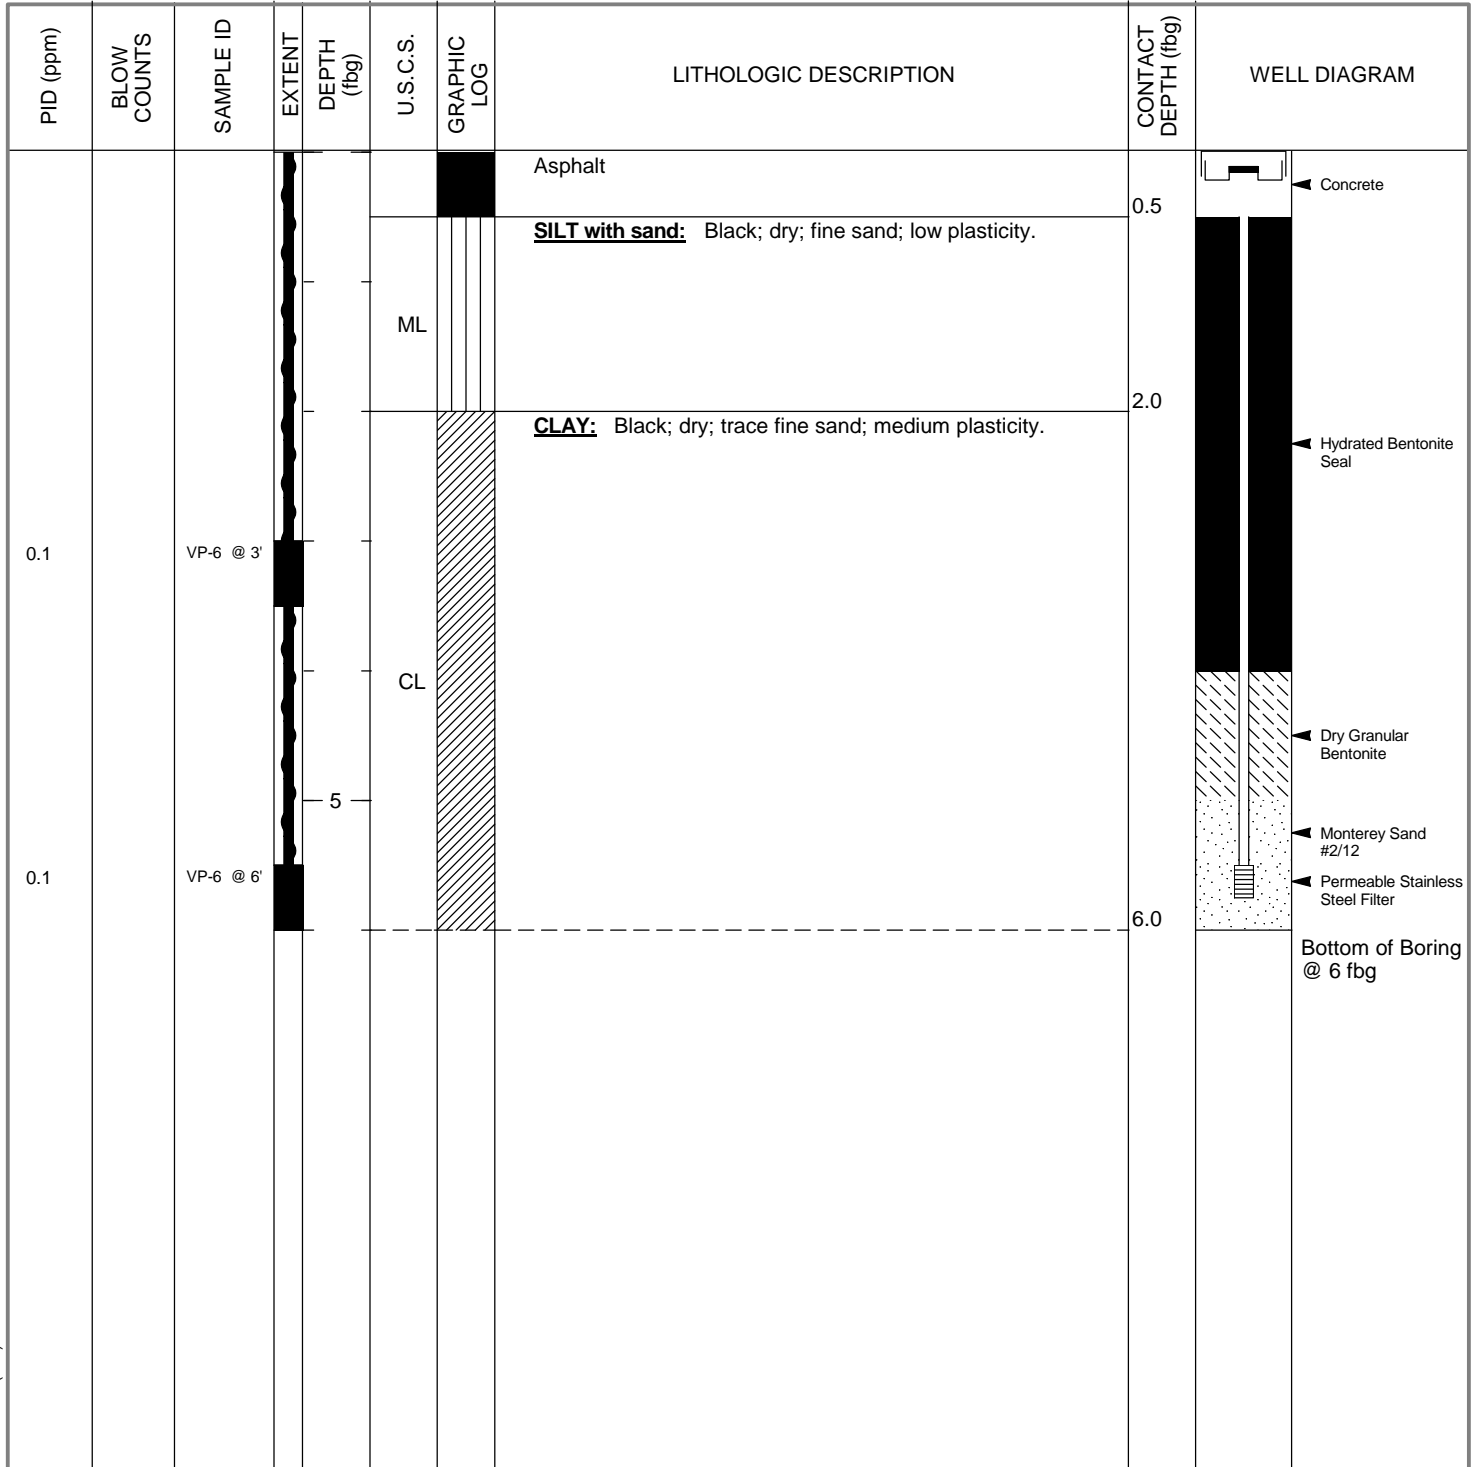 PID (ppm)
BLOW
COUNTS
SAMPLE ID
EXTENT
DEPTH
(fbg)
U.S.C.S.
GRAPHIC
LOG
LITHOLOGIC DESCRIPTION
CONTACT
DEPTH (fbg)
WELL DIAGRAM
Asphalt
Concrete
0.5
SILT with sand: Black; dry; fine sand; low plasticity.
ML
2.0
CLAY: Black; dry; trace fine sand; medium plasticity.
Hydrated Bentonite
Seal
0.1
VP-6 @ 3'
CL
Dry Granular
Bentonite
5
Monterey Sand
#2/12
0.1
VP-6 @ 6'
Permeable Stainless
Steel Filter
6.0
Bottom of Boring
@ 6 fbg